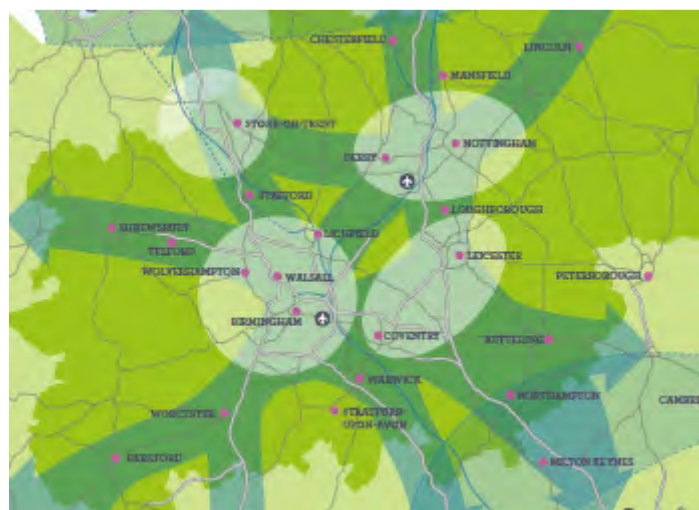 CHESTERFIELD
LINCOLN
MANSFIELD
STOKE-ON-TRENT
NOTTINGHAM
DERBY
STAFFORD
LOUGHBOROUGH
SHREWSBURY
LICHFIELD
TELFORD
LEICESTER
WOLVERHAMPTON
WALSALL
PETERBOROUGH
BIRMINGHAM
COVENTRY
KETTERING
WARWICK
NORTHAMPTON
CAMBR
WORCESTER
STRATFORD-
UPON-AVON
HEREFORD
MILTON KEYNES